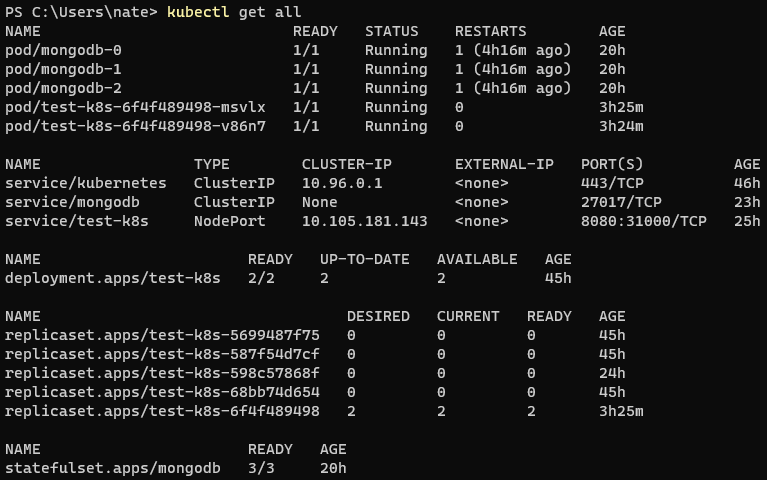 PS C:\Users\nate> kubectl get all
NAME                            READY   STATUS    RESTARTS        AGE
pod/mongodb-0                   1/1     Running   1 (4h16m ago)   20h
pod/mongodb-1                   1/1     Running   1 (4h16m ago)   20h
pod/mongodb-2                   1/1     Running   1 (4h16m ago)   20h
pod/test-k8s-6f4f489498-msvlx   1/1     Running   0               3h25m
pod/test-k8s-6f4f489498-v86n7   1/1     Running   0               3h24m

NAME                 TYPE        CLUSTER-IP       EXTERNAL-IP   PORT(S)          AGE
service/kubernetes   ClusterIP   10.96.0.1        <none>        443/TCP          46h
service/mongodb      ClusterIP   None             <none>        27017/TCP        23h
service/test-k8s     NodePort    10.105.181.143   <none>        8080:31000/TCP   25h

NAME                       READY   UP-TO-DATE   AVAILABLE   AGE
deployment.apps/test-k8s   2/2     2            2           45h

NAME                                  DESIRED   CURRENT   READY   AGE
replicaset.apps/test-k8s-5699487f75   0         0         0       45h
replicaset.apps/test-k8s-587f54d7cf   0         0         0       45h
replicaset.apps/test-k8s-598c57868f   0         0         0       24h
replicaset.apps/test-k8s-68bb74d654   0         0         0       45h
replicaset.apps/test-k8s-6f4f489498   2         2         2       3h25m

NAME                       READY   AGE
statefulset.apps/mongodb   3/3     20h